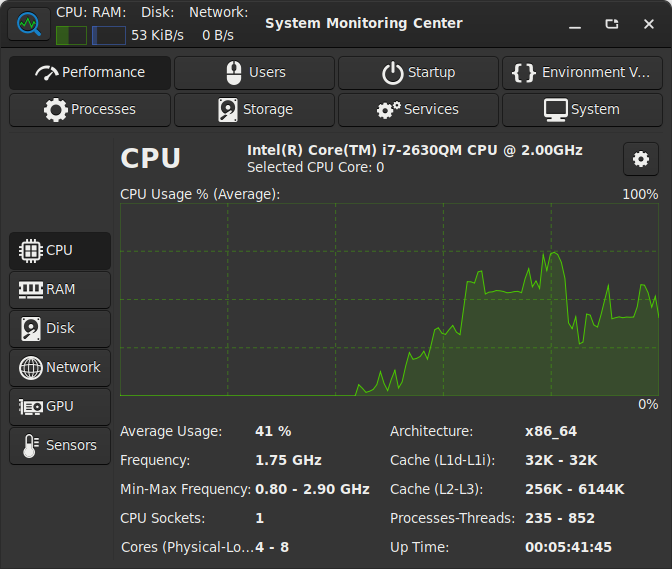 CPU: RAM: Disk: Network:
53 KiB/s 0 B/s
System Monitoring Center
Performance Users Startup Environment V...
Processes Storage Services System
CPU
Intel(R) Core(TM) i7-2630QM CPU @ 2.00GHz
Selected CPU Core: 0
CPU Usage % (Average): 100%
CPU
RAM
Disk
Network
GPU
Sensors
0%
Average Usage: 41 % Architecture: x86_64
Frequency: 1.75 GHz Cache (L1d-L1i): 32K - 32K
Min-Max Frequency: 0.80 - 2.90 GHz Cache (L2-L3): 256K - 6144K
CPU Sockets: 1 Processes-Threads: 235 - 852
Cores (Physical-Lo... 4 - 8 Up Time: 00:05:41:45